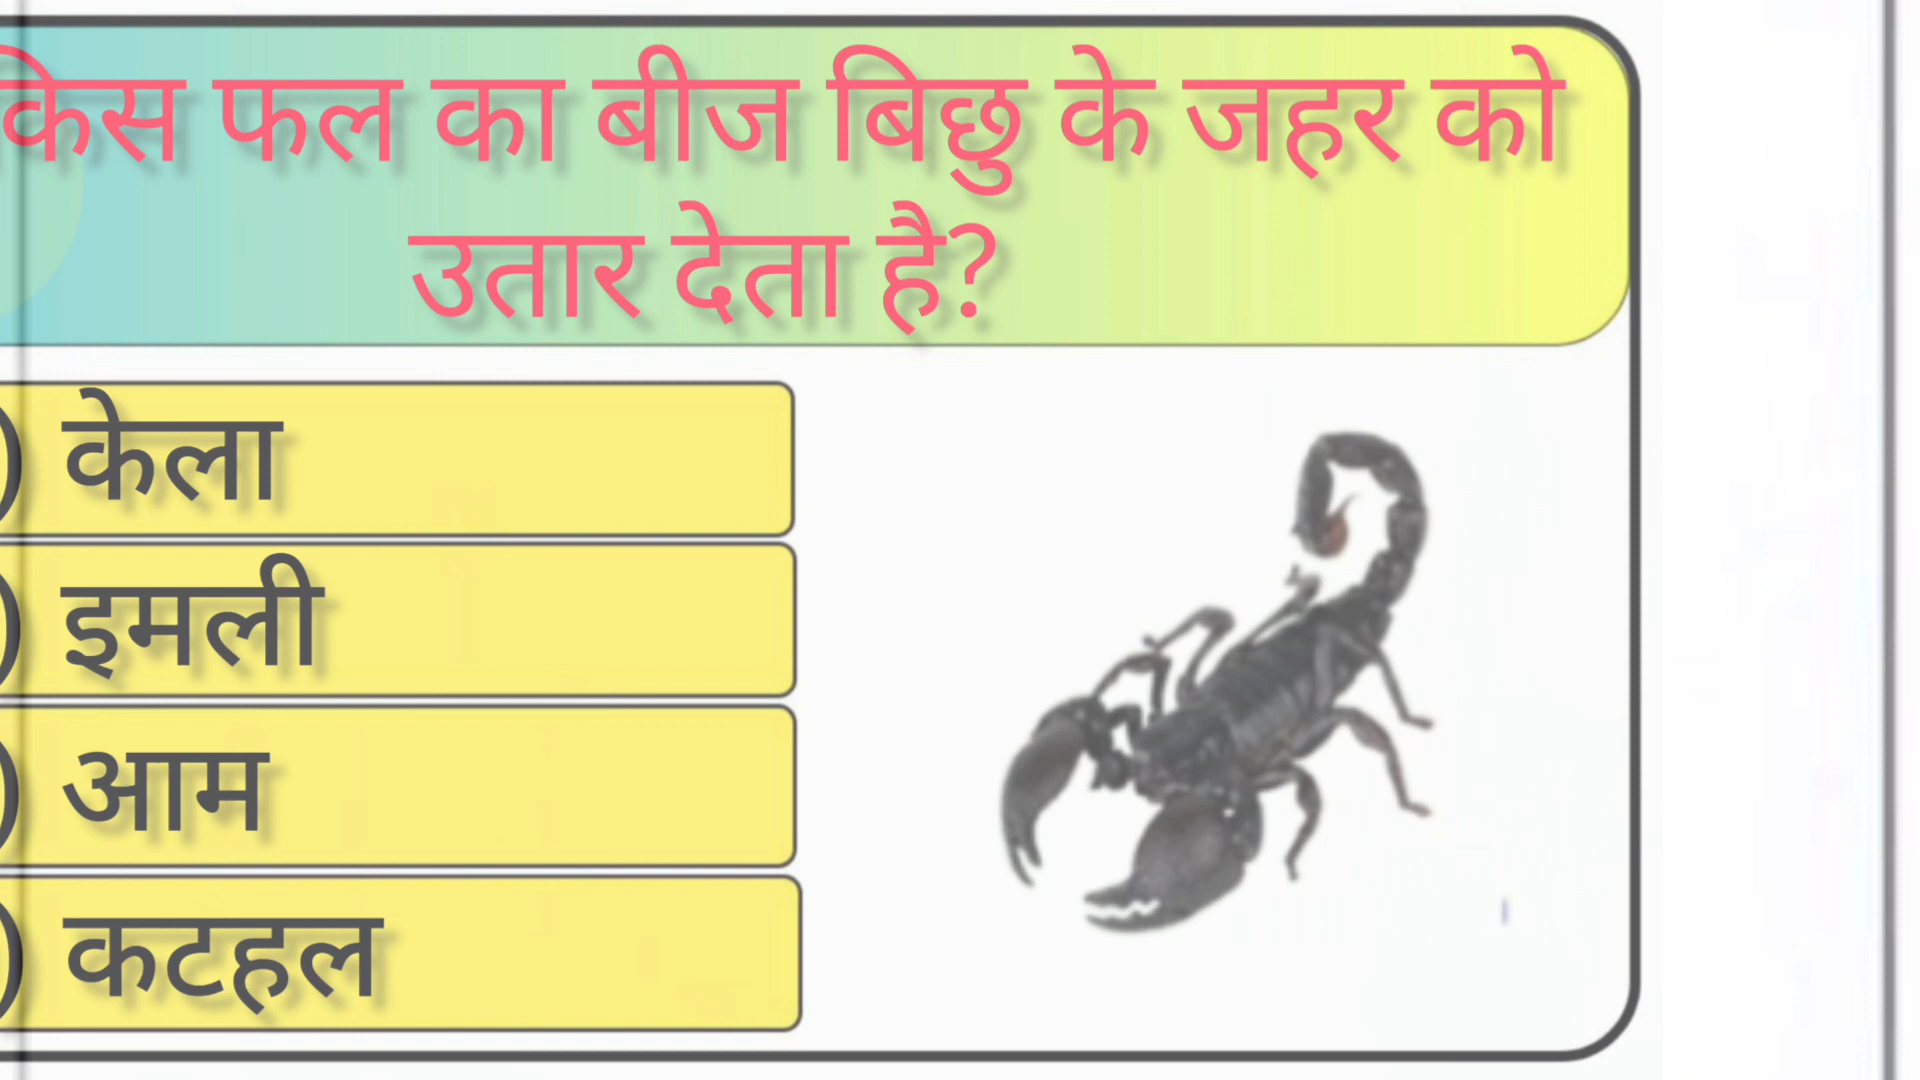 किस फल का बीज बिछु के जहर को
उतार देता है?
) केला
) इमली
) आम
) कटहल